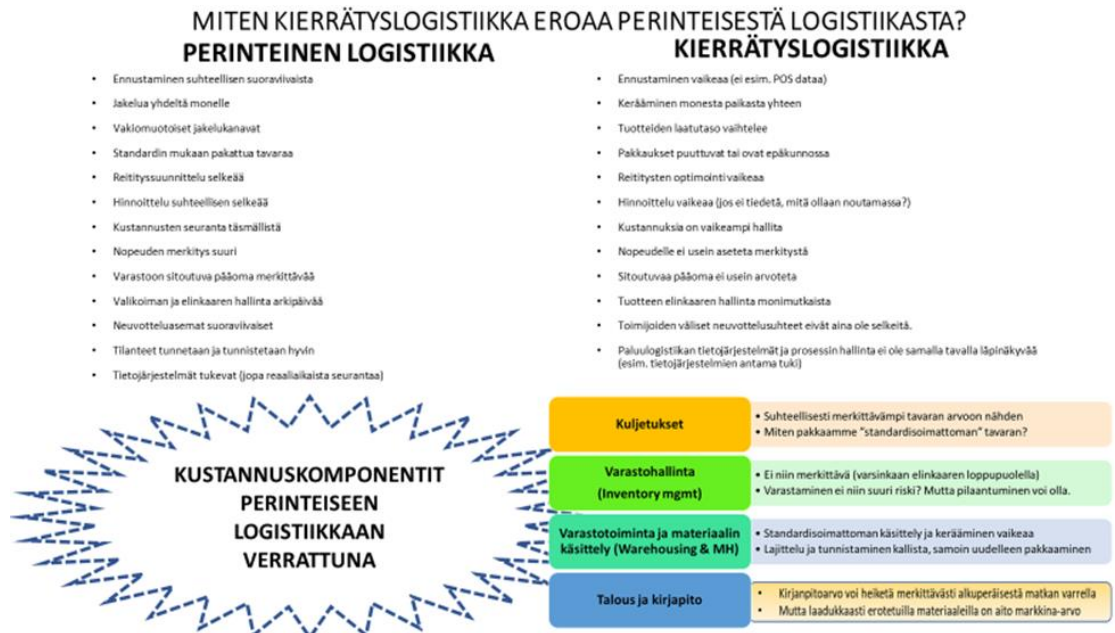 MITEN KIERRÄTYSLOGISTIIKKA EROAA PERINTEISESTÄ LOGISTIIKASTA?
PERINTEINEN LOGISTIIKKA
• Ennustaminen suhteellisen suoraviivaista
• Jakelua yhdeltä monelle
• Vakiomuotoiset jakelukanavat
• Standardin mukaan pakattua tavaraa
• Reitityssuunnittelu selkeää
• Hinnoittelu suhteellisen selkeää
• Kustannusten seuranta täsmällistä
• Nopeuden merkitys suuri
• Varastoon sitoutuva pääoma merkittävää
• Valikoiman ja elinkaaren hallinta arkipäivää
• Neuvotteluasemat suoraviivaiset
• Tilanteet tunnetaan ja tunnistetaan hyvin
• Tietojärjestelmät tukevat (jopa reaaliaikaista seurantaa)
KIERRÄTYSLOGISTIIKKA
• Ennustaminen vaikeaa (ei esim. POS dataa)
• Kerääminen monesta paikasta yhteen
• Tuotteiden laatutaso vaihtelee
• Pakkaukset puuttuvat tai ovat epäkunnossa
• Reititysten optimointi vaikeaa
• Hinnoittelu vaikeaa (jos ei tiedetä, mitä ollaan noutamassa?)
• Kustannuksia on vaikeampi hallita
• Nopeudelle ei usein aseteta merkitystä
• Sitoutuvaa pääomaa ei usein arvoteta
• Tuotteen elinkaaren hallinta monimutkaista
• Toimijoiden väliset neuvottelusuhteet eivät aina ole selkeitä.
• Paluulogistiikan tietojärjestelmät ja prosessin hallinta ei ole samalla tavalla läpinäkyvää
(esim. tietojärjestelmien antama tuki)
KUSTANNUSKOMPONENTIT
PERINTEISEEN
LOGISTIIKKAAN
VERRATTUNA
Kuljetukset
• Suhteellisesti merkittävämpi tavaran arvoon nähden
• Miten pakkaamme "standardisoimattoman" tavaran?
Varastohallinta
(Inventory mgmt)
• Ei niin merkittävä (varsinkaan elinkaaren loppupuolella)
• Varastaminen ei niin suuri riski? Mutta pilaantuminen voi olla.
Varastotoiminta ja materiaalin
käsittely (Warehousing & MH)
• Standardisoimattoman käsittely ja kerääminen vaikeaa
• Lajittelu ja tunnistaminen kallista, samoin uudelleen pakkaaminen
Talous ja kirjapito
• Kirjanpitoarvo voi heiketä merkittävästi alkuperäisestä matkan varrella
• Mutta laadukkaasti erotetuilla materiaaleilla on aito markkina-arvo